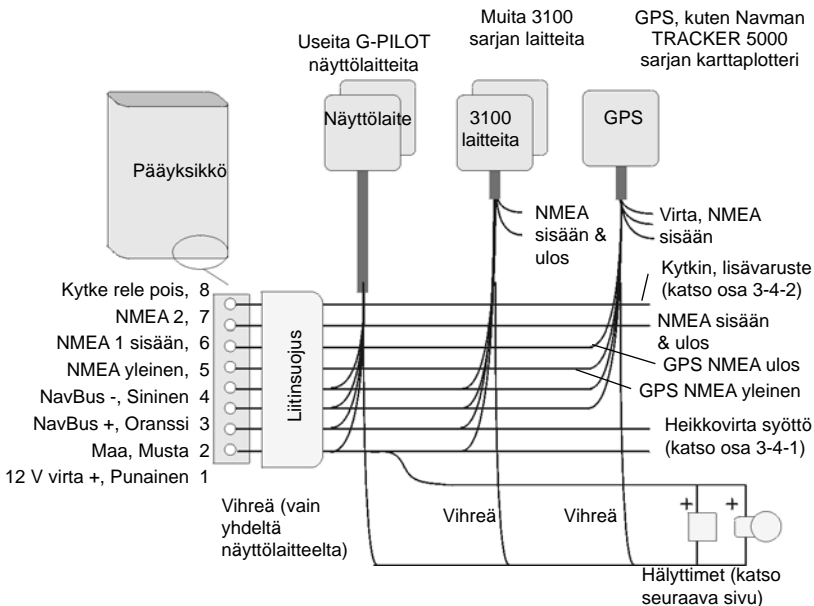 Useita G-PILOT
näyttölaitteita
Muita 3100
sarjan laitteita
GPS, kuten Navman
TRACKER 5000
sarjan karttaplotteri
Pääyksikkö
Näyttölaite
3100
laitteita
GPS
NMEA
sisään &
ulos
Virta, NMEA
sisään
Kytke rele pois, 8
NMEA 2, 7
NMEA 1 sisään, 6
NMEA yleinen, 5
NavBus -, Sininen 4
NavBus +, Oranssi 3
Maa, Musta 2
12 V virta +, Punainen 1
Liitinsuojus
Kytkin, lisävaruste
(katso osa 3-4-2)
NMEA sisään
& ulos
GPS NMEA ulos
GPS NMEA yleinen
Heikkovirta syöttö
(katso osa 3-4-1)
Vihreä (vain
yhdeltä
näyttölaitteelta)
Vihreä
Vihreä
+
+
Hälyttimet (katso
seuraava sivu)